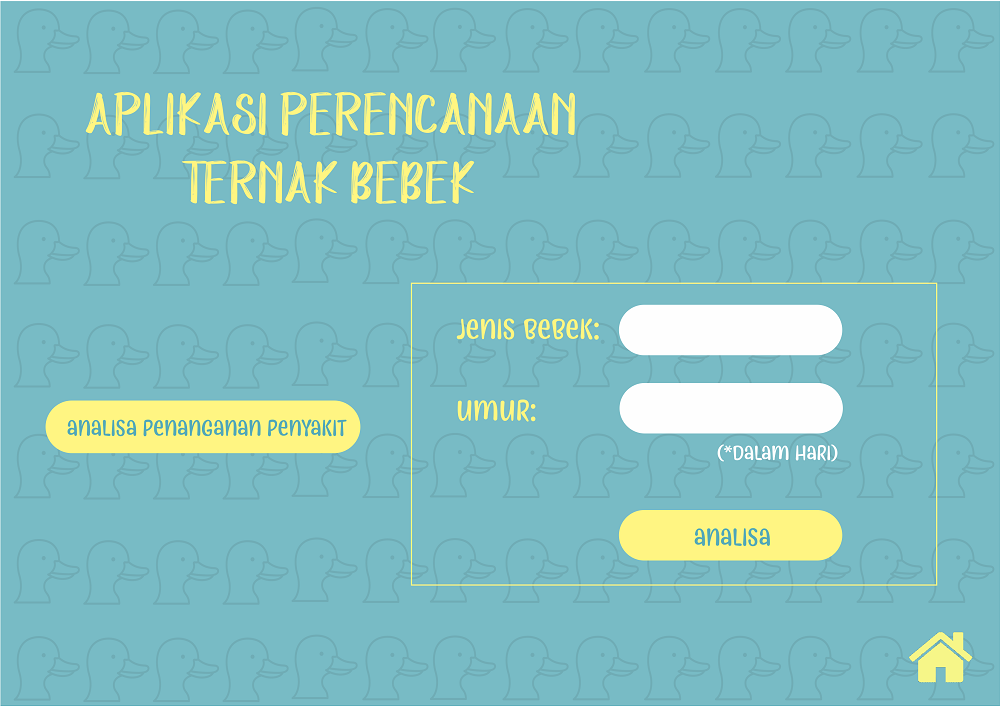 APLIKASI PERENCANAAN
TERNAK BEBEK
Jenis Bebek:
Umur:
(*Dalam Hari)
Analisa Penanganan Penyakit
Analisa